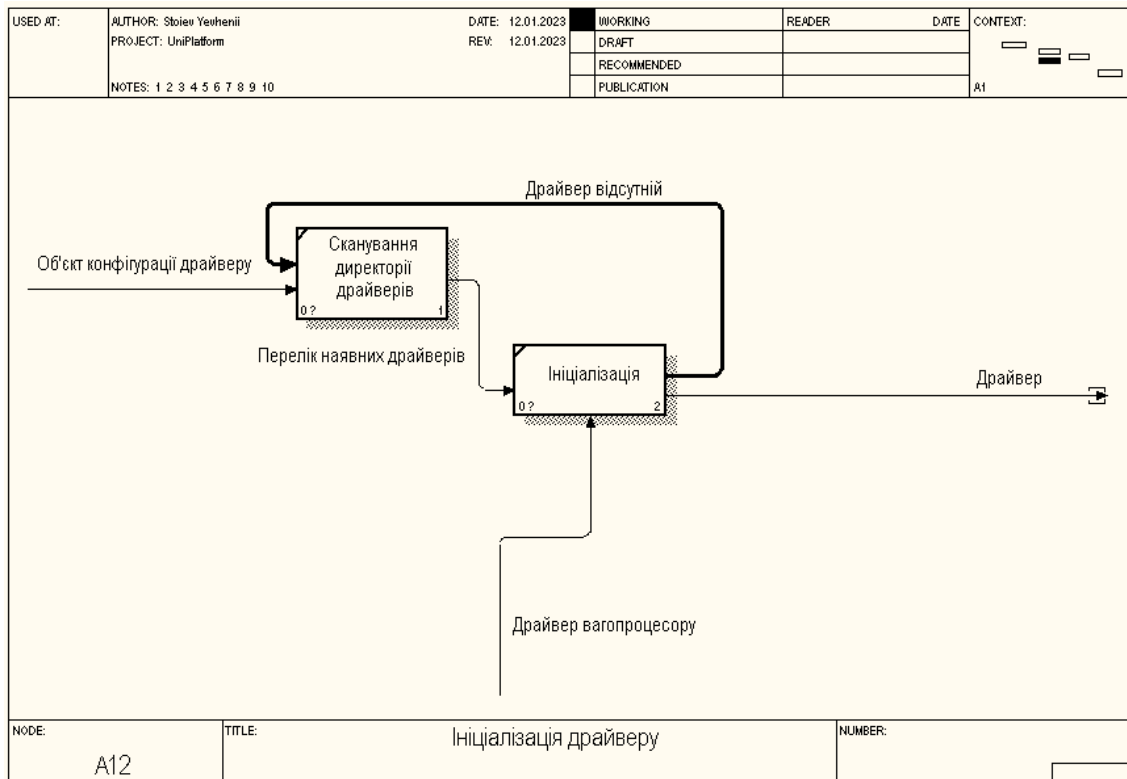 USED AT:
AUTHOR: Stoiev Yevhenii
DATE: 12.01.2023
WORKING
READER
DATE
CONTEXT:
PROJECT: UniPlatform
REV: 12.01.2023
DRAFT
RECOMMENDED
NOTES: 1 2 3 4 5 6 7 8 9 10
PUBLICATION
A1
Драйвер відсутній
Сканування
директорії
драйверів
0 ?
1
Об'єкт конфігурації драйверу
Перелік наявних драйверів
Ініціалізація
0 ?
2
Драйвер
Драйвер вагопроцесору
NODE:
A12
TITLE:
Ініціалізація драйверу
NUMBER: